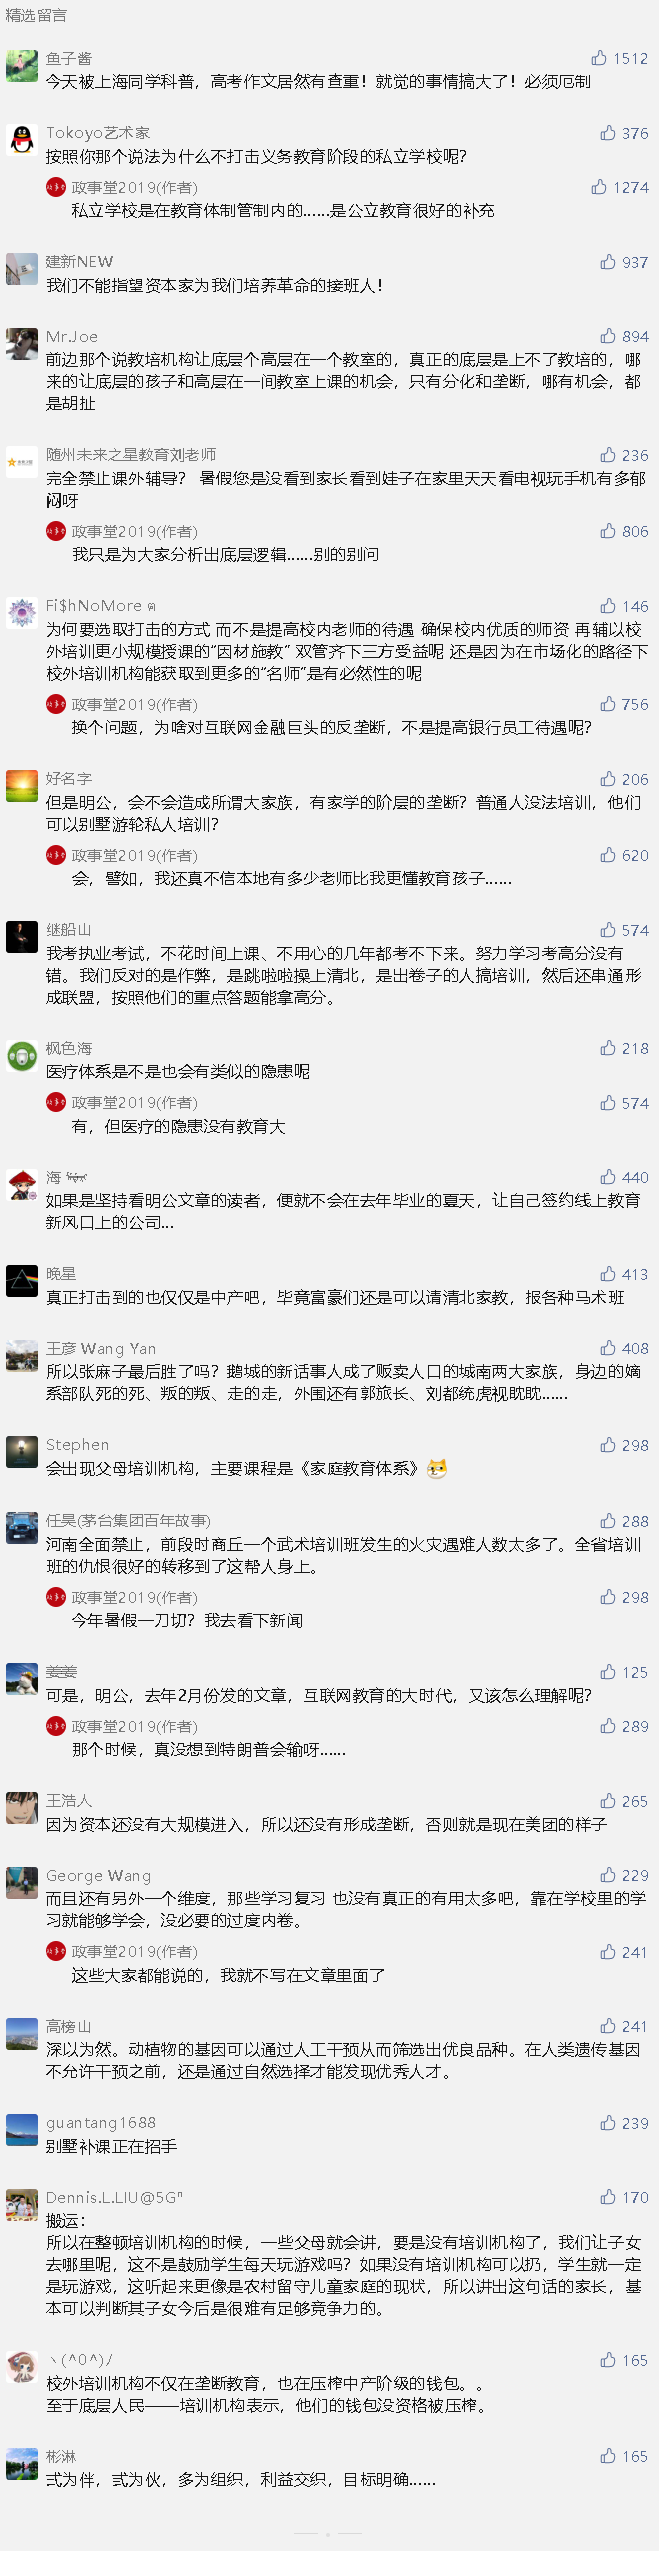 精选留言
鱼子酱 1512
今天被上海同学科普，高考作文居然有查重！就觉的事情搞大了！必须厄制
Tokoyo艺术家 376
按照你那个说法为什么不打击义务教育阶段的私立学校呢？
政事堂2019(作者) 1274
私立学校是在教育体制管制内的……是公立教育很好的补充
建新NEW 937
我们不能指望资本家为我们培养革命的接班人！
Mr.Joe 894
前边那个说教培机构让底层个高层在一个教室的，真正的底层是上不了教培的，哪
来的让底层的孩子和高层在一间教室上课的机会，只有分化和垄断，哪有机会，都
是胡扯
随州未来之星教育刘老师 236
完全禁止课外辅导？ 暑假您是没看到家长看到娃子在家里天天看电视玩手机有多郁
闷呀
政事堂2019(作者) 806
我只是为大家分析出底层逻辑……别的别问
Fi$hNoMore 146
为何要选取打击的方式 而不是提高校内老师的待遇 确保校内优质的师资 再辅以校
外培训更小规模授课的“因材施教” 双管齐下三方受益呢 还是因为在市场化的路径下
校外培训机构能获取到更多的“名师”是有必然性的呢
政事堂2019(作者) 756
换个问题，为啥对互联网金融巨头的反垄断，不是提高银行员工待遇呢？
好名字 206
但是明公，会不会造成所谓大家族，有家学的阶层的垄断？普通人没法培训，他们
可以别墅游轮私人培训？
政事堂2019(作者) 620
会，譬如，我还真不信本地有多少老师比我更懂教育孩子……
继船山 574
我考执业考试，不花时间上课、不用心的几年都考不下来。努力学习考高分没有
错。我们反对的是作弊，是跳啦啦操上清北，是出卷子的人搞培训，然后还串通形
成联盟，按照他们的重点答题能拿高分。
枫色海 218
医疗体系是不是也会有类似的隐患呢
政事堂2019(作者) 574
有，但医疗的隐患没有教育大
海 440
如果是坚持看明公文章的读者，便就不会在去年毕业的夏天，让自己签约线上教育
新风口上的公司...
晚星 413
真正打击到的也仅仅是中产吧，毕竟富豪们还是可以请清北家教，报各种马术班
王彦 Wang Yan 408
所以张麻子最后胜了吗？鹅城的新话事人成了贩卖人口的城南两大家族，身边的嫡
系部队死的死、叛的叛、走的走，外围还有郭旅长、刘都统虎视眈眈……
Stephen 298
会出现父母培训机构，主要课程是《家庭教育体系》
任昊(茅台集团百年故事) 288
河南全面禁止，前段时商丘一个武术培训班发生的火灾遇难人数太多了。全省培训
班的仇恨很好的转移到了这帮人身上。
政事堂2019(作者) 298
今年暑假一刀切？我去看下新闻
姜姜 125
可是，明公，去年2月份发的文章，互联网教育的大时代，又该怎么理解呢？
政事堂2019(作者) 289
那个时候，真没想到特朗普会输呀……
王浩人 265
因为资本还没有大规模进入，所以还没有形成垄断，否则就是现在美团的样子
George Wang 229
而且还有另外一个维度，那些学习复习 也没有真正的有用太多吧，靠在学校里的学
习就能够学会，没必要的过度内卷。
政事堂2019(作者) 241
这些大家都能说的，我就不写在文章里面了
高榜山 241
深以为然。动植物的基因可以通过人工干预从而筛选出优良品种。在人类遗传基因
不允许干预之前，还是通过自然选择才能发现优秀人才。
guantang1688 239
别墅补课正在招手
Dennis.L.LIU@5Gⁿ 170
搬运：
所以在整顿培训机构的时候，一些父母就会讲，要是没有培训机构了，我们让子女
去哪里呢，这不是鼓励学生每天玩游戏吗？如果没有培训机构可以扔，学生就一定
是玩游戏，这听起来更像是农村留守儿童家庭的现状，所以讲出这句话的家长，基
本可以判断其子女今后是很难有足够竞争力的。
ヽ(^0^)/ 165
校外培训机构不仅在垄断教育，也在压榨中产阶级的钱包。。
至于底层人民——培训机构表示，他们的钱包没资格被压榨。
彬淋 165
弍为伴，弎为伙，多为组织，利益交织，目标明确……